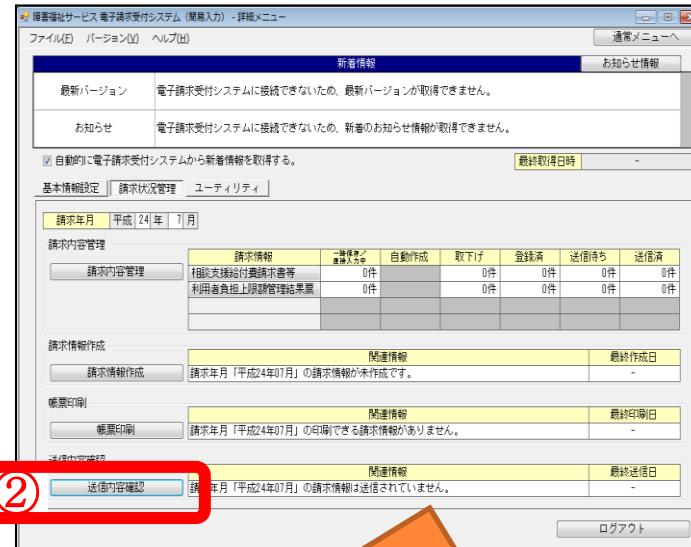 障害福祉サービス 電子請求受付システム (簡易入力) - 詳細メニュー
ファイル(F) バージョン(V) ヘルプ(H) 通常メニューへ
新着情報 お知らせ情報
最新バージョン 電子請求受付システムに接続できないため、最新バージョンが取得できません。
お知らせ 電子請求受付システムに接続できないため、新着のお知らせ情報が取得できません。
自動的に電子請求受付システムから新着情報を取得する。 最終取得日時 -
基本情報設定 請求状況管理 ユーティリティ
請求年月 平成 24 年 7 月
請求内容管理
請求情報 一時保存/直接入力中 自動作成 取下げ 登録済 送信待ち 送信済
請求内容管理 相談支援給付費請求書等 0件 0件 0件 0件 0件
利用者負担上限額管理結果票 0件 0件 0件 0件 0件
請求情報作成
関連情報 最終作成日
請求情報作成 請求年月「平成24年07月」の請求情報が未作成です。 -
帳票印刷
関連情報 最終印刷日
帳票印刷 請求年月「平成24年07月」の印刷できる請求情報がありません。 -
送信内容確認
関連情報 最終送信日
② 送信内容確認 請求年月「平成24年07月」の請求情報は送信されていません。 -
ログアウト